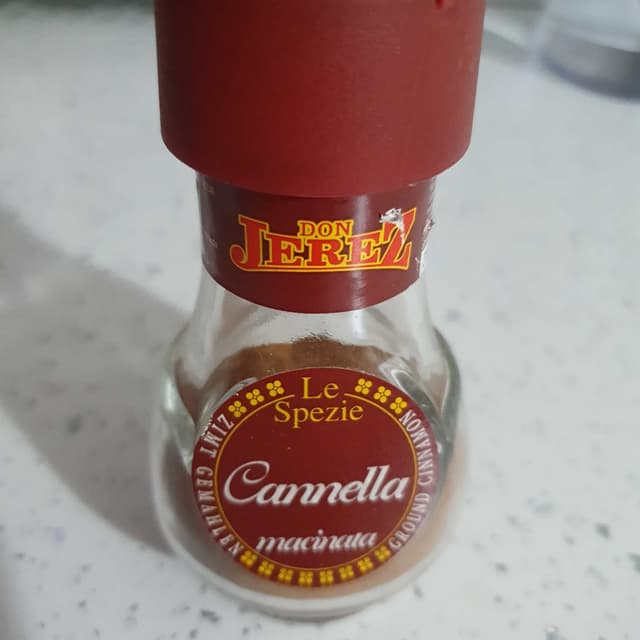 DON
JEREZ
Le
Spezie
Cannella
macinata
ZIMT GEMAHLEN
GROUND CINNAMON